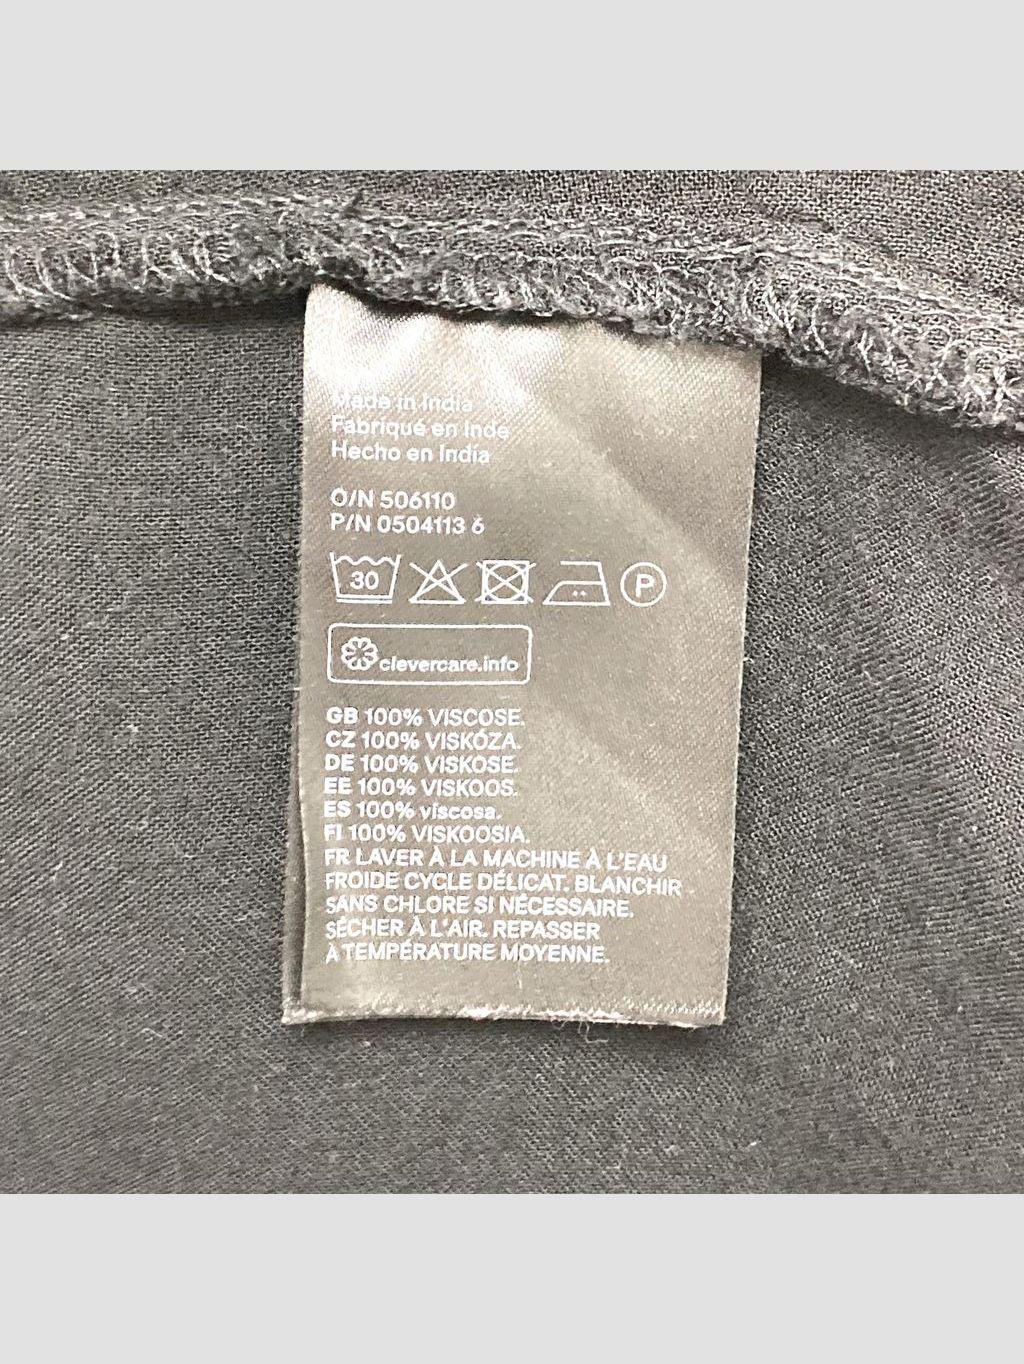 Made in India
Fabriqué en Inde
Hecho en India
O/N 506110
P/N 0504113 6
30
P
clevercare.info
GB 100% VISCOSE.
CZ 100% VISKÓZA.
DE 100% VISKOSE.
EE 100% VISKOOS.
ES 100% viscosa.
FI 100% VISKOOSIA.
FR LAVER À LA MACHINE À L'EAU
FROIDE CYCLE DÉLICAT. BLANCHIR
SANS CHLORE SI NÉCESSAIRE.
SÉCHER À L'AIR. REPASSER
À TEMPÉRATURE MOYENNE.